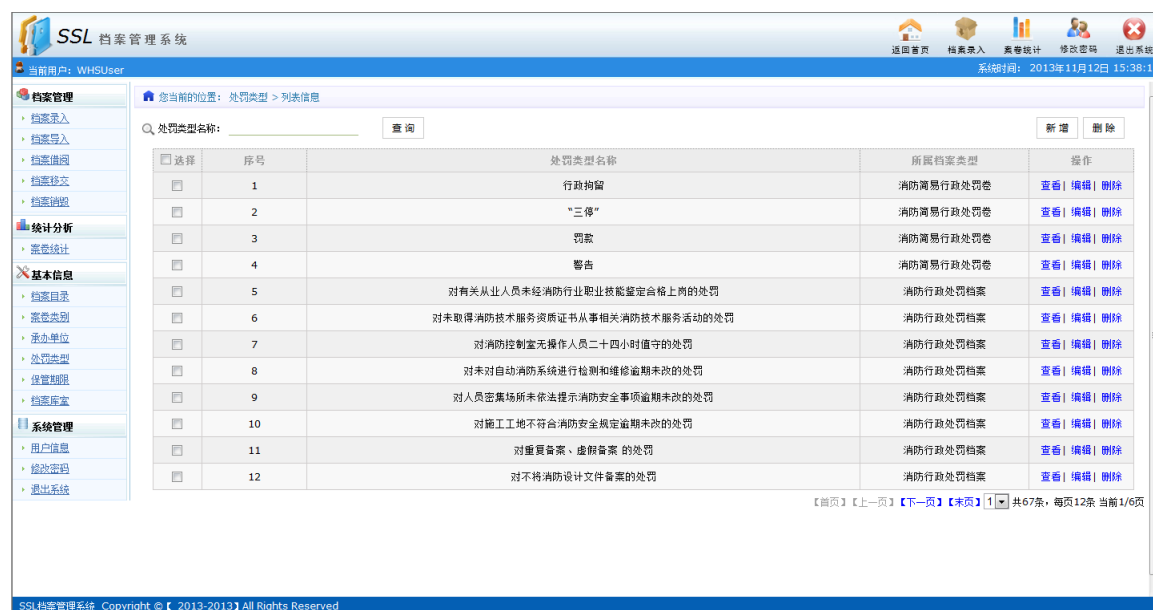 SSL 档案管理系统
返回首页 档案录入 案卷统计 修改密码 退出系统
当前用户: WHSUser 系统时间: 2013年11月12日 15:38:1
档案管理
档案录入
档案导入
档案借阅
档案移交
档案销毁
统计分析
案卷统计
基本信息
档案目录
案卷类别
承办单位
处罚类型
保管期限
档案库室
系统管理
用户信息
修改密码
退出系统
您当前的位置: 处罚类型 > 列表信息
处罚类型名称: 查询 新增 删除
选择 序号 处罚类型名称 所属档案类型 操作
1 行政拘留 消防简易行政处罚卷 查看| 编辑| 删除
2 “三停” 消防简易行政处罚卷 查看| 编辑| 删除
3 罚款 消防简易行政处罚卷 查看| 编辑| 删除
4 警告 消防简易行政处罚卷 查看| 编辑| 删除
5 对有关从业人员未经消防行业职业技能鉴定合格上岗的处罚 消防行政处罚档案 查看| 编辑| 删除
6 对未取得消防技术服务资质证书从事相关消防技术服务活动的处罚 消防行政处罚档案 查看| 编辑| 删除
7 对消防控制室无操作人员二十四小时值守的处罚 消防行政处罚档案 查看| 编辑| 删除
8 对未对自动消防系统进行检测和维修逾期未改的处罚 消防行政处罚档案 查看| 编辑| 删除
9 对人员密集场所未依法提示消防安全事项逾期未改的处罚 消防行政处罚档案 查看| 编辑| 删除
10 对施工工地不符合消防安全规定逾期未改的处罚 消防行政处罚档案 查看| 编辑| 删除
11 对重复备案、虚假备案 的处罚 消防行政处罚档案 查看| 编辑| 删除
12 对不将消防设计文件备案的处罚 消防行政处罚档案 查看| 编辑| 删除
【首页】【上一页】【下一页】【末页】 1 共67条，每页12条 当前1/6页
SSL档案管理系统 Copyright ©【 2013-2013】All Rights Reserved